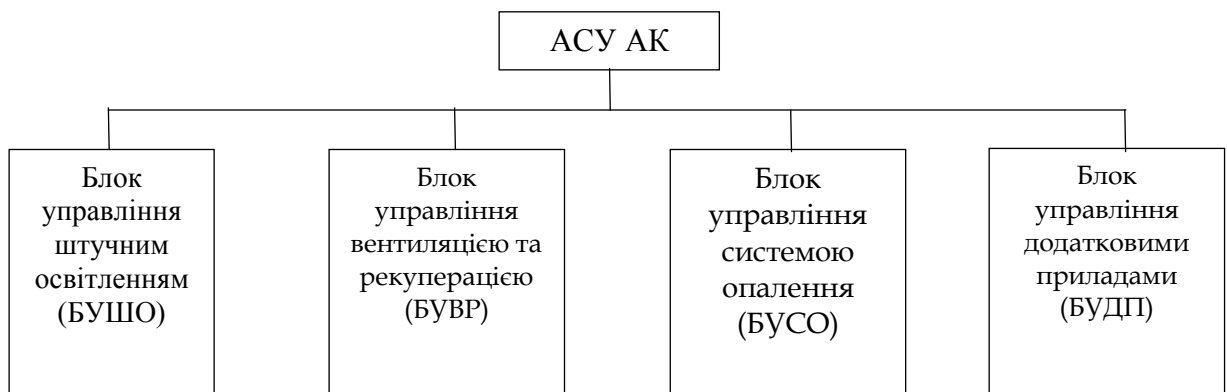 АСУ АК
Блок
управління
штучним
освітленням
(БУШО)
Блок
управління
вентиляцією та
рекуперацією
(БУВР)
Блок
управління
системою
опалення
(БУСО)
Блок
управління
додатковими
приладами
(БУДП)